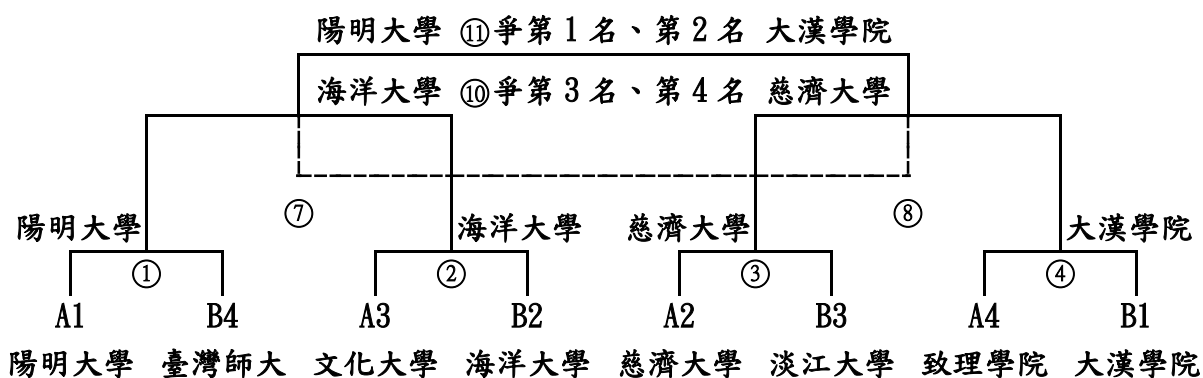 陽明大學 ⑪爭第1名、第2名 大漢學院
海洋大學 ⑩爭第3名、第4名 慈濟大學
⑦ ⑧
陽明大學 海洋大學 慈濟大學 大漢學院
① ② ③ ④
A1 B4 A3 B2 A2 B3 A4 B1
陽明大學 臺灣師大 文化大學 海洋大學 慈濟大學 淡江大學 致理學院 大漢學院